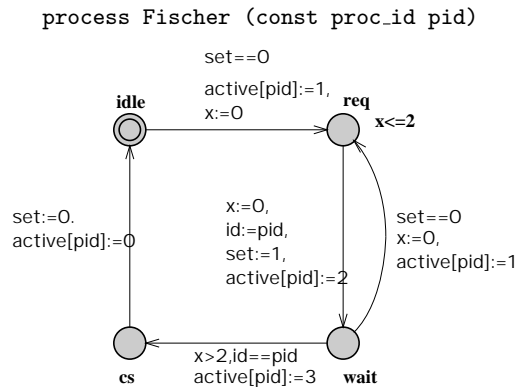 process Fischer (const proc_id pid)
set==0
active[pid]:=1,
x:=0
idle
req
x<=2
set:=0.
active[pid]:=0
x:=0,
id:=pid,
set:=1,
active[pid]:=2
set==0
x:=0,
active[pid]:=1
x>2,id==pid
active[pid]:=3
cs
wait